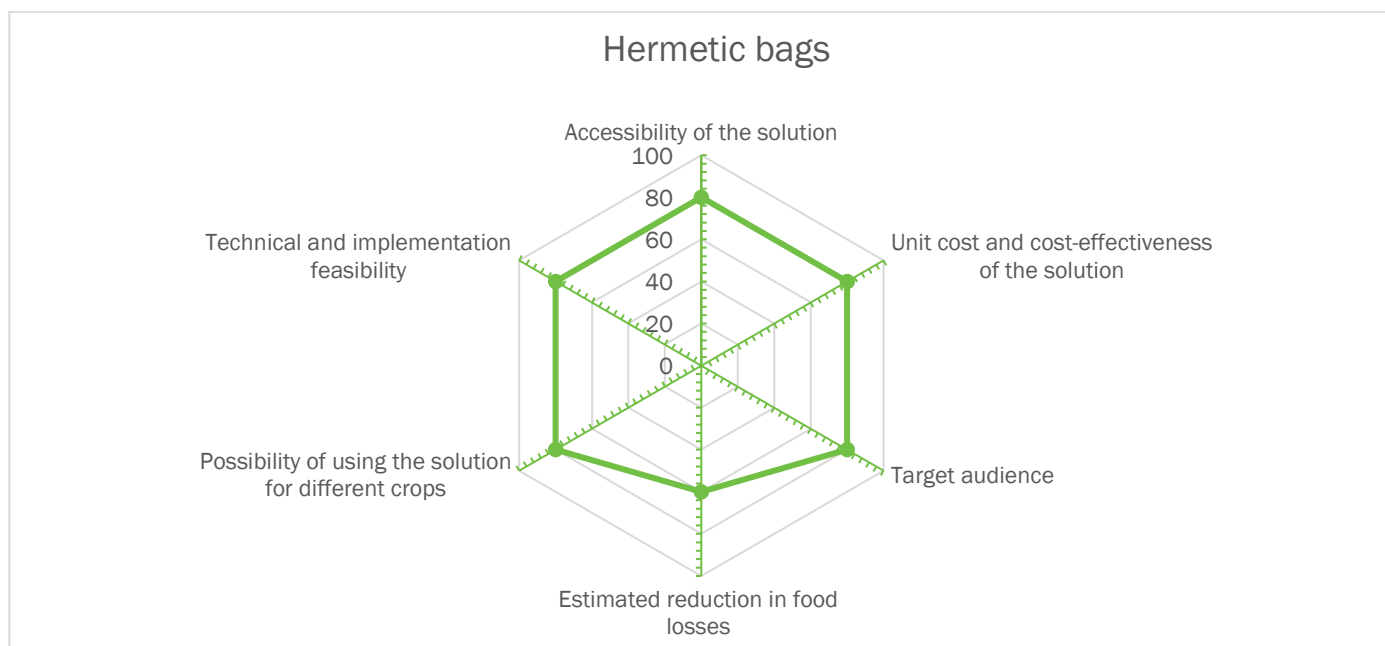 Hermetic bags
Accessibility of the solution
100
80
60
40
20
0
Unit cost and cost-effectiveness
of the solution
Target audience
Estimated reduction in food
losses
Possibility of using the solution
for different crops
Technical and implementation
feasibility